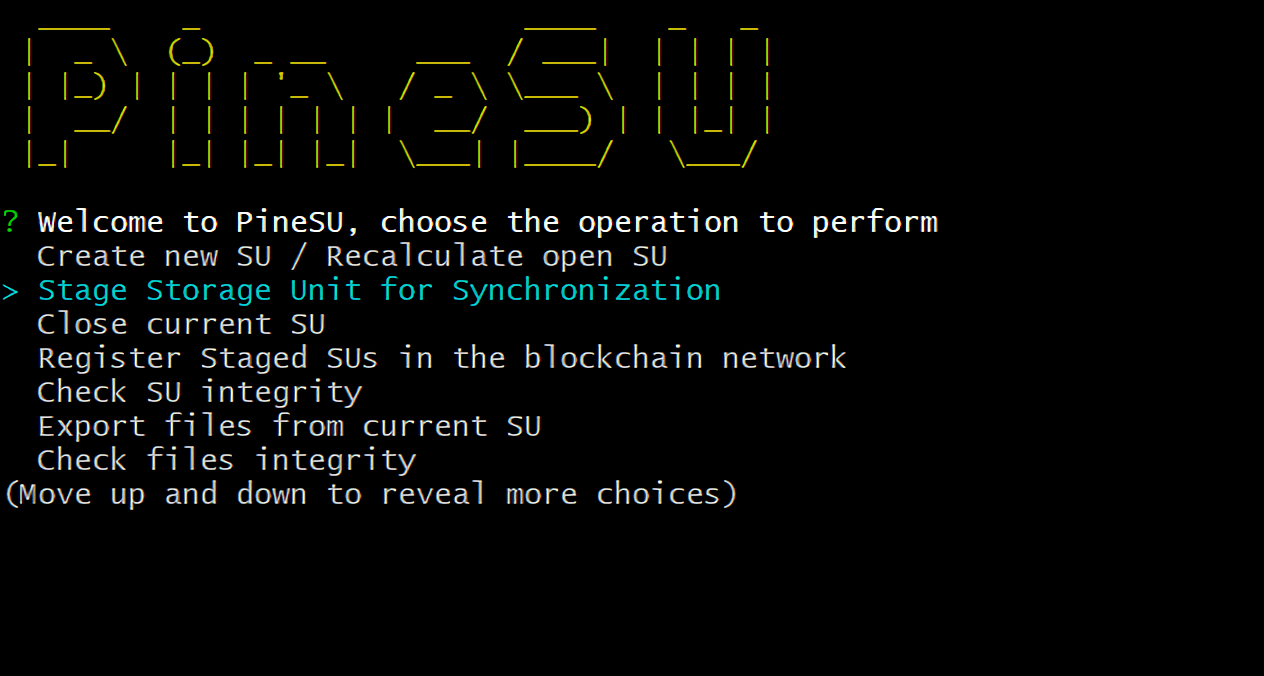 PineSU
? Welcome to PineSU, choose the operation to perform
Create new SU / Recalculate open SU
> Stage Storage Unit for Synchronization
Close current SU
Register Staged SUs in the blockchain network
Check SU integrity
Export files from current SU
Check files integrity
(Move up and down to reveal more choices)